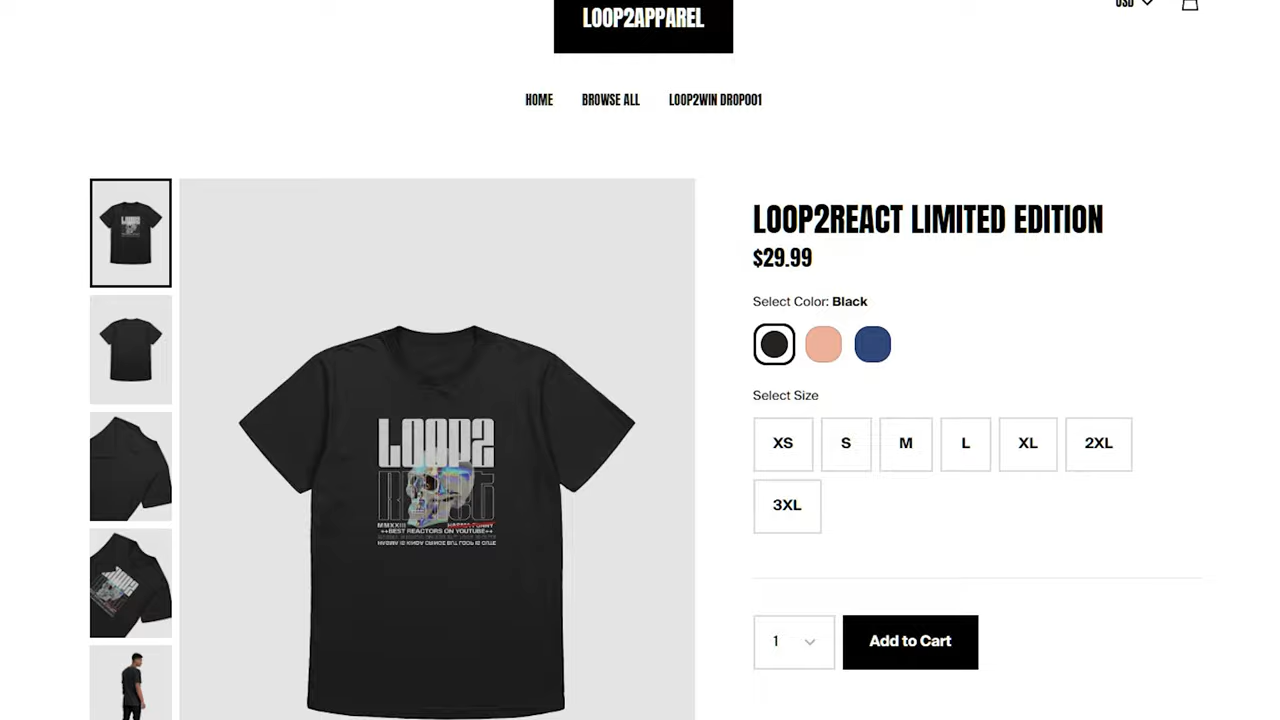 LOOP2APPAREL
USD
HOME BROWSE ALL LOOP2WIN DROP001
LOOP2REACT LIMITED EDITION
$29.99
Select Color: Black
Select Size
XS S M L XL 2XL
3XL
1 Add to Cart
LOOP2
REACT
MMXXIII
++BEST REACTORS ON YOUTUBE++